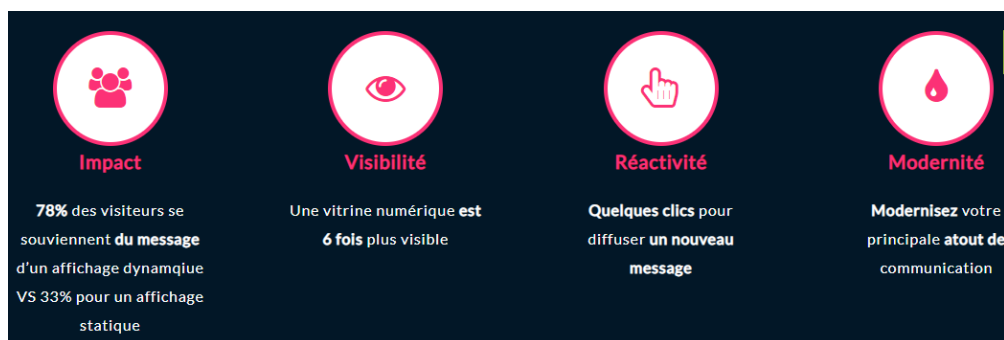 Impact
78% des visiteurs se
souviennent du message
d'un affichage dynamqiue
VS 33% pour un affichage
statique
Visibilité
Une vitrine numérique est
6 fois plus visible
Réactivité
Quelques clics pour
diffuser un nouveau
message
Modernité
Modernisez votre
principale atout de
communication